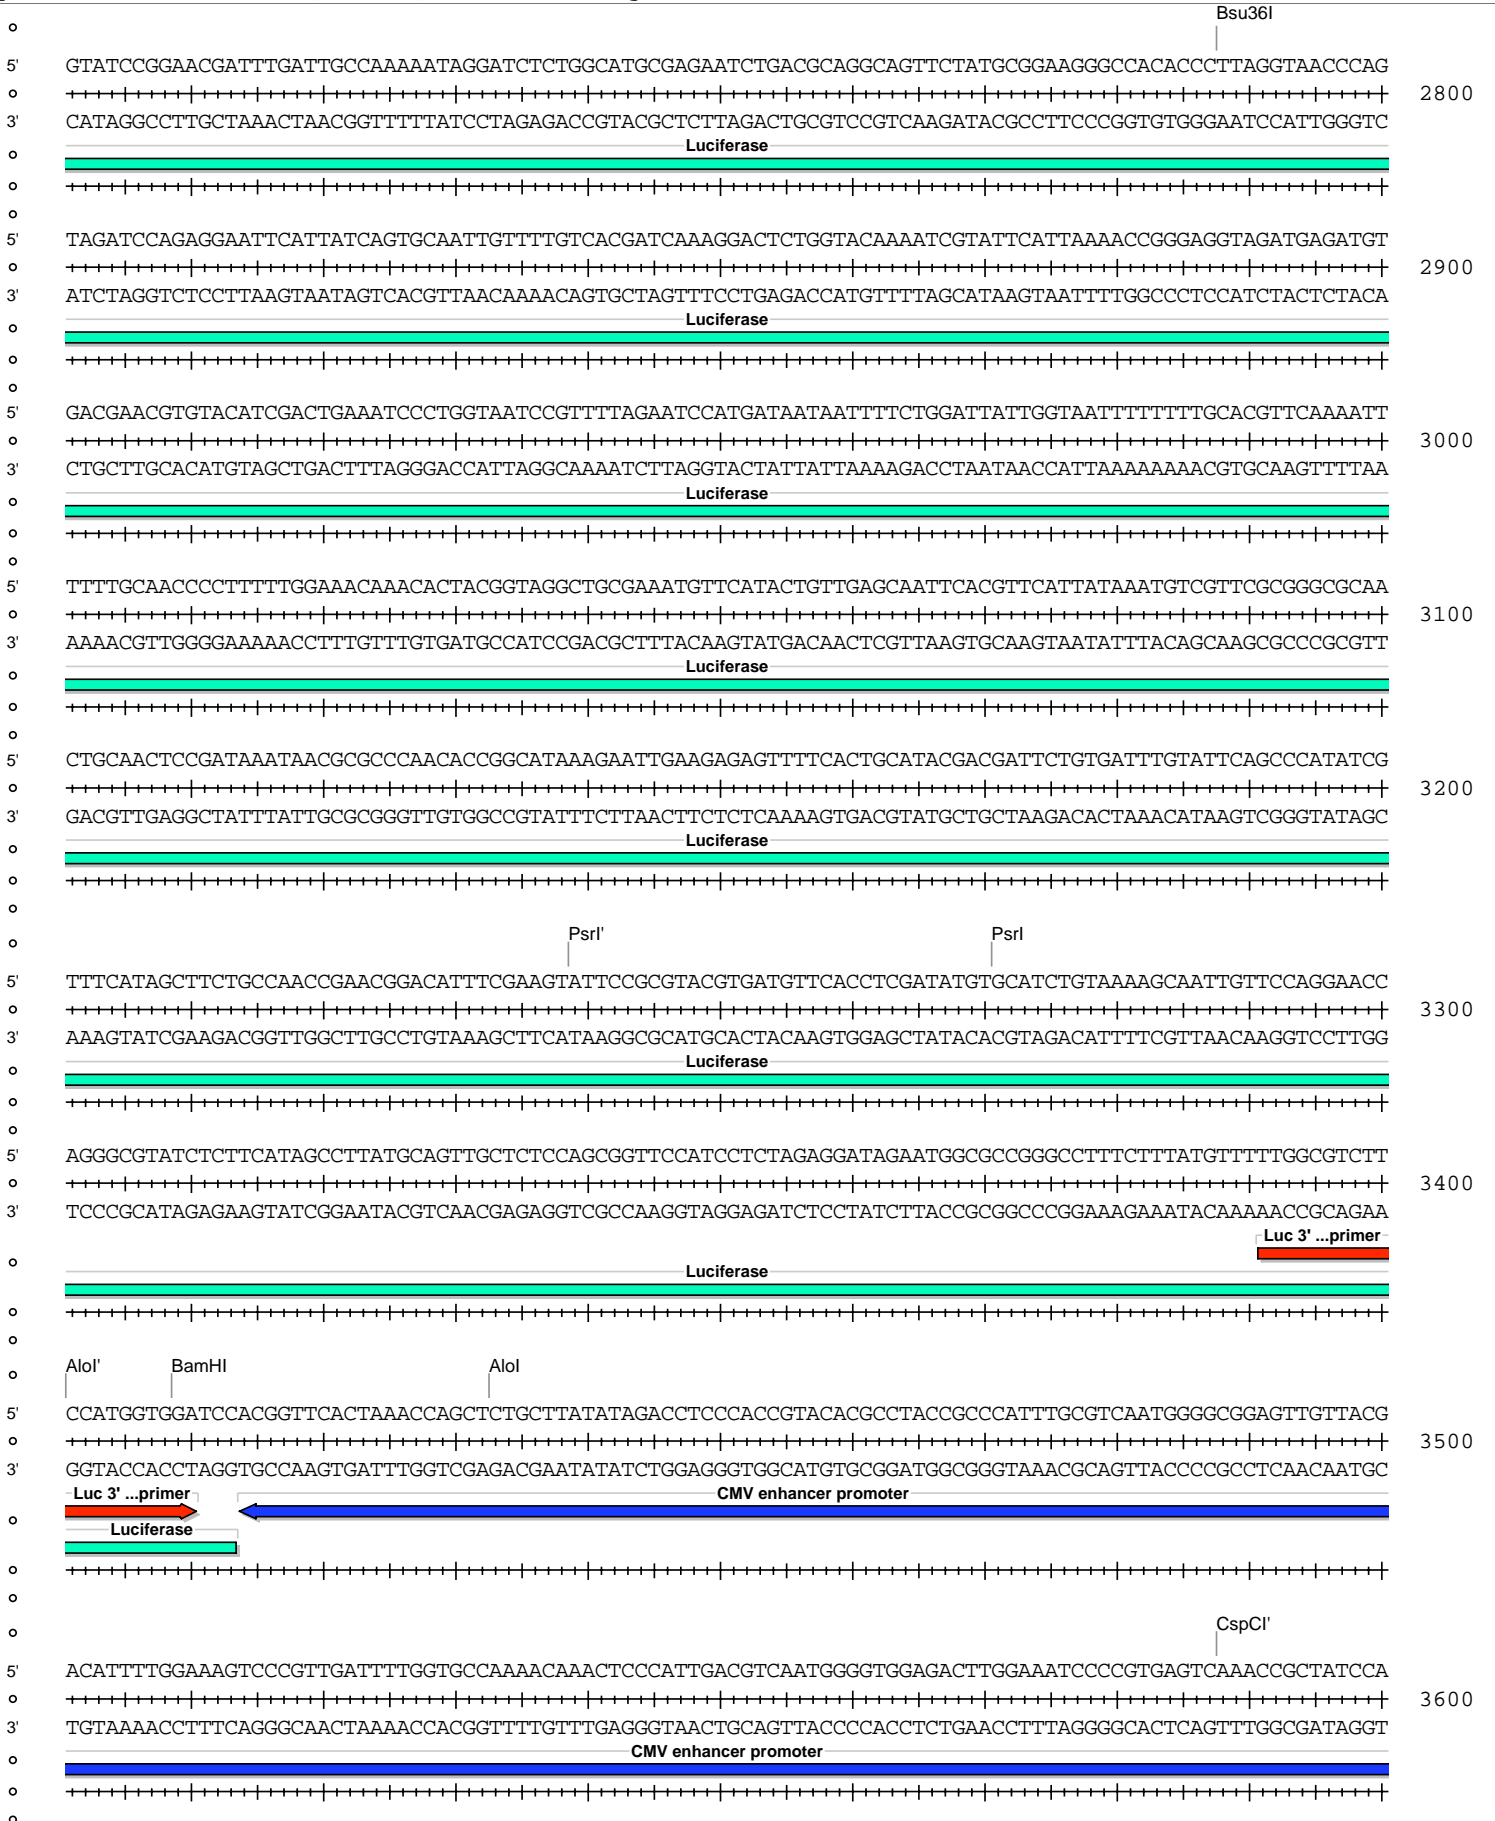 Bsu36I
5' GTATCCGGAACGATTTGATTGCCAAAAATAGGATCTCTGGCATGCGAGAATCTGACGCAGGCAGTTCTATGCGGAAGGGCCACACCCTTAGGTAACCCAG
2800
3' CATAGGCCTTGCTAAACTAACGGTTTTTATCCTAGAGACCGTACGCTCTTAGACTGCGTCCGTCAAGATACGCCTTCCCGGTGTGGGAATCCATTGGGTC
Luciferase
5' TAGATCCAGAGGAATTCATTATCAGTGCAATTGTTTTGTCACGATCAAAGGACTCTGGTACAAAATCGTATTCATTAAAACCGGGAGGTAGATGAGATGT
2900
3' ATCTAGGTCTCCTTAAGTAATAGTCACGTTAACAAAACAGTGCTAGTTTCCTGAGACCATGTTTTAGCATAAGTAATTTTGGCCCTCCATCTACTCTACA
Luciferase
5' GACGAACGTGTACATCGACTGAAATCCCTGGTAATCCGTTTTAGAATCCATGATAATAATTTTCTGGATTATTGGTAATTTTTTTTGCACGTTCAAAATT
3000
3' CTGCTTGCACATGTAGCTGACTTTAGGGACCATTAGGCAAAATCTTAGGTACTATTATTAAAAGACCTAATAACCATTAAAAAAAACGTGCAAGTTTTAA
Luciferase
5' TTTTGCAACCCCTTTTTGGAAACAAACACTACGGTAGGCTGCGAAATGTTCATACTGTTGAGCAATTCACGTTCATTATAAATGTCGTTCGCGGGCGCAA
3100
3' AAAACGTTGGGGAAAAACCTTTGTTTGTGATGCCATCCGACGCTTTACAAGTATGACAACTCGTTAAGTGCAAGTAATATTTACAGCAAGCGCCCGCGTT
Luciferase
5' CTGCAACTCCGATAAATAACGCGCCCAACACCGGCATAAAGAATTGAAGAGAGTTTTCACTGCATACGACGATTCTGTGATTTGTATTCAGCCCATATCG
3200
3' GACGTTGAGGCTATTTATTGCGCGGGTTGTGGCCGTATTTCTTAACTTCTCTCAAAAGTGACGTATGCTGCTAAGACACTAAACATAAGTCGGGTATAGC
Luciferase
PsrI' PsrI
5' TTTCATAGCTTCTGCCAACCGAACGGACATTTCGAAGTATTCCGCGTACGTGATGTTCACCTCGATATGTGCATCTGTAAAAGCAATTGTTCCAGGAACC
3300
3' AAAGTATCGAAGACGGTTGGCTTGCCTGTAAAGCTTCATAAGGCGCATGCACTACAAGTGGAGCTATACACGTAGACATTTTCGTTAACAAGGTCCTTGG
Luciferase
5' AGGGCGTATCTCTTCATAGCCTTATGCAGTTGCTCTCCAGCGGTTCCATCCTCTAGAGGATAGAATGGCGCCGGGCCTTTCTTTATGTTTTTGGCGTCTT
3400
3' TCCCGCATAGAGAAGTATCGGAATACGTCAACGAGAGGTCGCCAAGGTAGGAGATCTCCTATCTTACCGCGGCCCGGAAAGAAATACAAAAACCGCAGAA
Luc 3' ...primer
Luciferase
AloI' BamHI AloI
5' CCATGGTGGATCCACGGTTCACTAAACCAGCTCTGCTTATATAGACCTCCCACCGTACACGCCTACCGCCCATTTGCGTCAATGGGGCGGAGTTGTTACG
3500
3' GGTACCACCTAGGTGCCAAGTGATTTGGTCGAGACGAATATATCTGGAGGGTGGCATGTGCGGATGGCGGGTAAACGCAGTTACCCCGCCTCAACAATGC
Luc 3' ...primer CMV enhancer promoter
Luciferase
CspCI'
5' ACATTTTGGAAAGTCCCGTTGATTTTGGTGCCAAAACAAACTCCCATTGACGTCAATGGGGTGGAGACTTGGAAATCCCCGTGAGTCAAACCGCTATCCA
3600
3' TGTAAAACCTTTCAGGGCAACTAAAACCACGGTTTTGTTTGAGGGTAACTGCAGTTACCCCACCTCTGAACCTTTAGGGGCACTCAGTTTGGCGATAGGT
CMV enhancer promoter